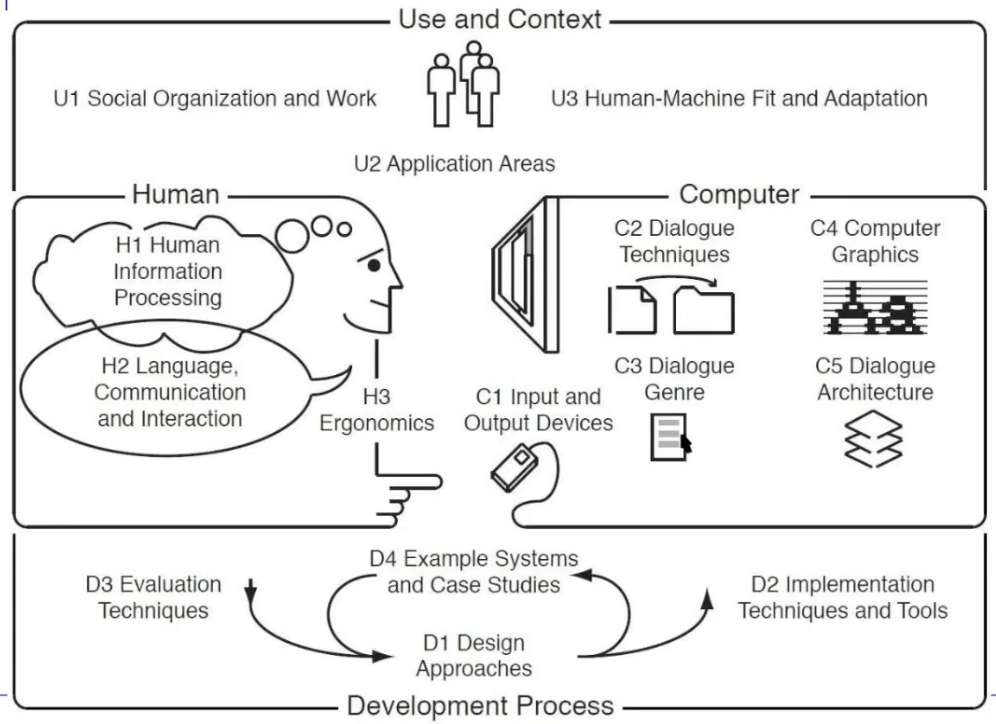 Use and Context
U1 Social Organization and Work
U3 Human-Machine Fit and Adaptation
U2 Application Areas
Human
H1 Human
Information
Processing
H2 Language,
Communication
and Interaction
H3
Ergonomics
Computer
C1 Input and
Output Devices
C2 Dialogue
Techniques
C3 Dialogue
Genre
C4 Computer
Graphics
C5 Dialogue
Architecture
D3 Evaluation
Techniques
D4 Example Systems
and Case Studies
D1 Design
Approaches
D2 Implementation
Techniques and Tools
Development Process